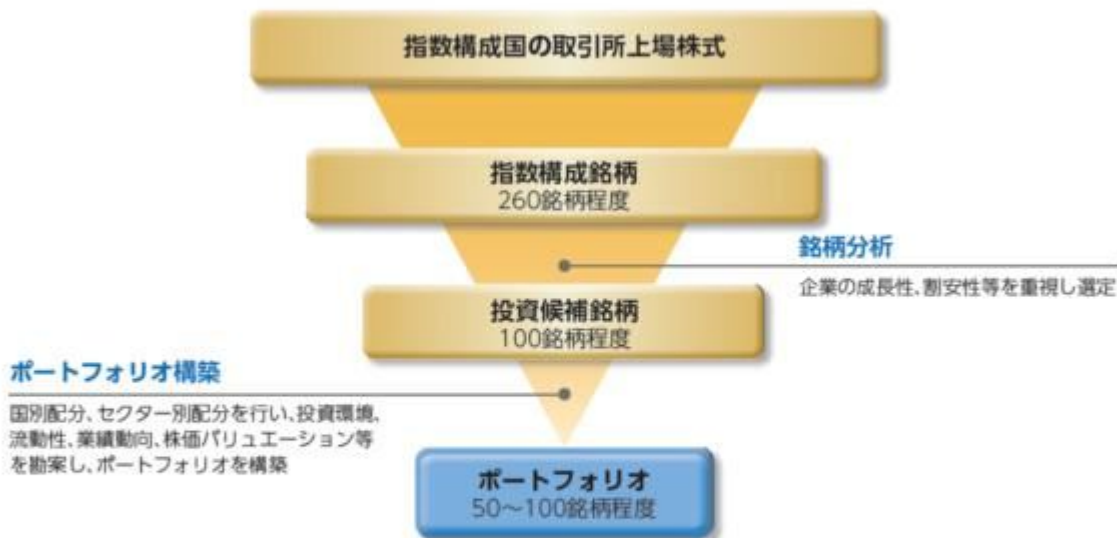 指数構成国の取引所上場株式
指数構成銘柄
260銘柄程度
銘柄分析
企業の成長性、割安性等を重視し選定
投資候補銘柄
100銘柄程度
ポートフォリオ構築
国別配分、セクター別配分を行い、投資環境、
流動性、業績動向、株価バリュエーション等
を勘案し、ポートフォリオを構築
ポートフォリオ
50～100銘柄程度